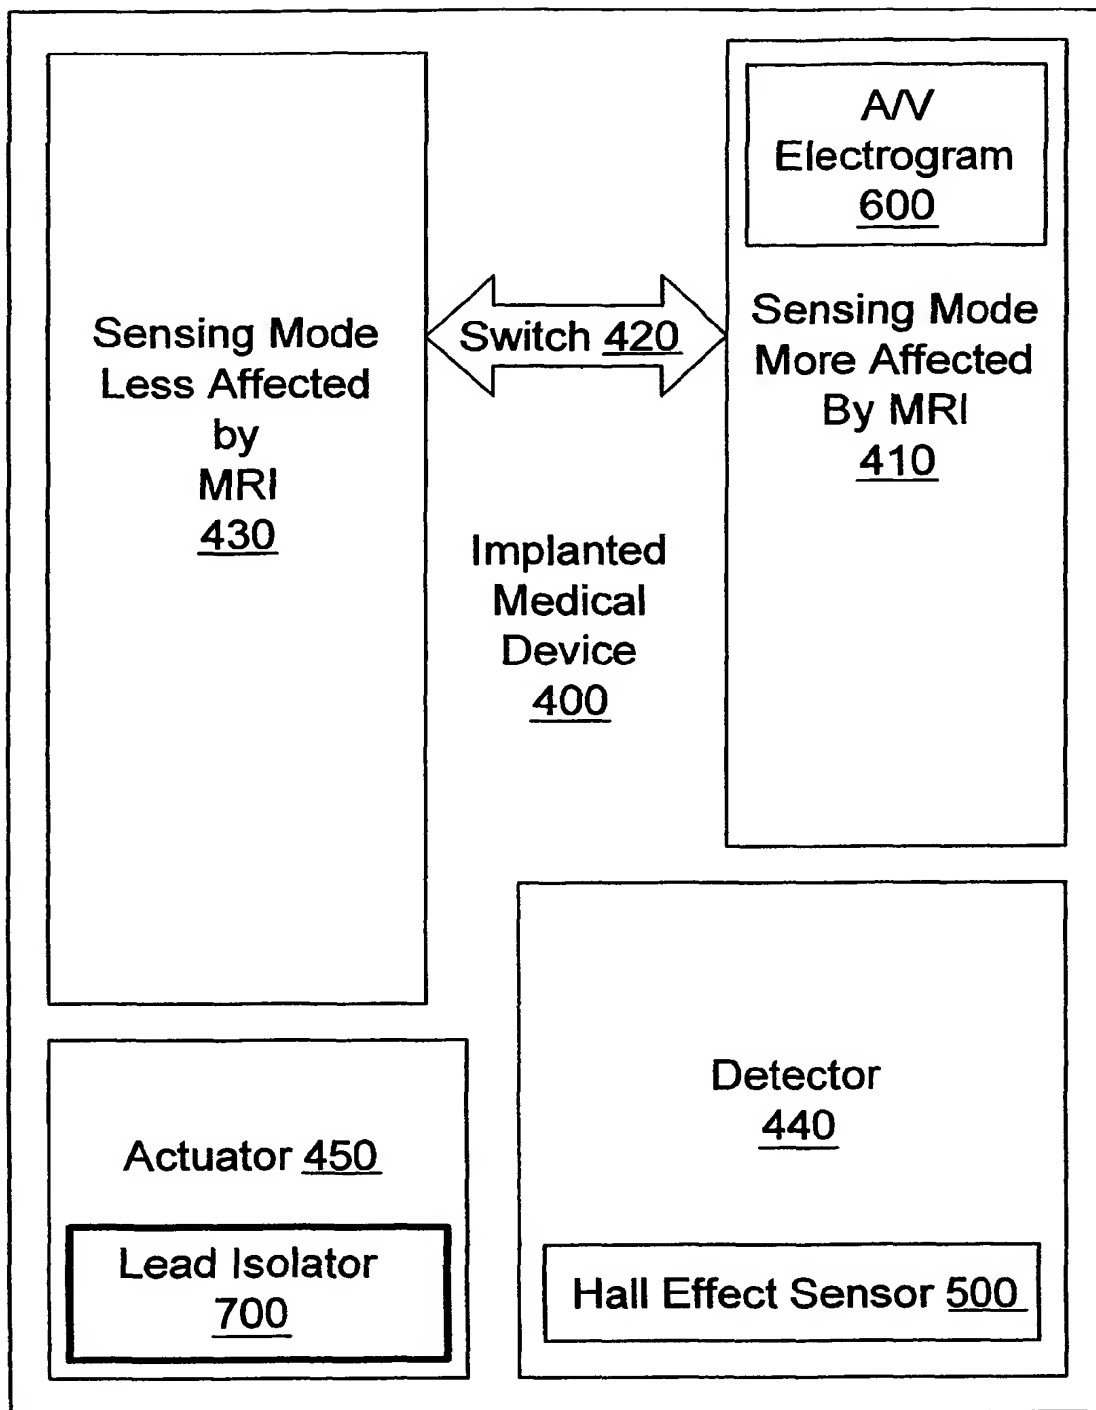 A/V
Electrogram
600
Sensing Mode
Less Affected
by
MRI
430
Switch 420
Sensing Mode
More Affected
By MRI
410
Implanted
Medical
Device
400
Detector
440
Actuator 450
Lead Isolator
700
Hall Effect Sensor 500